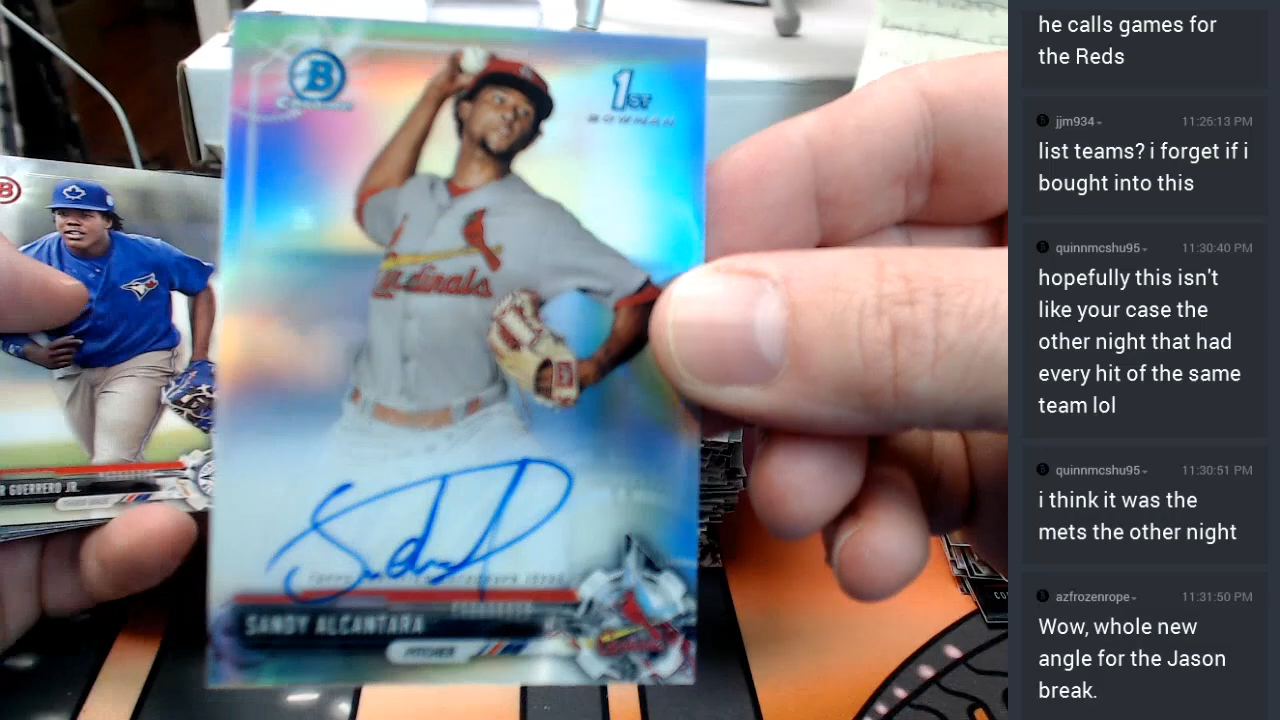 B
Chrome
1ST
BOWMAN
Cardinals
SANDY ALCANTARA
PITCHER
B
GUERRERO JR.
he calls games for
the Reds
jjm934
11:26:13 PM
list teams? i forget if i
bought into this
quinnmcshu95
11:30:40 PM
hopefully this isn't
like your case the
other night that had
every hit of the same
team lol
quinnmcshu95
11:30:51 PM
i think it was the
mets the other night
azfrozenrope
11:31:50 PM
Wow, whole new
angle for the Jason
break.